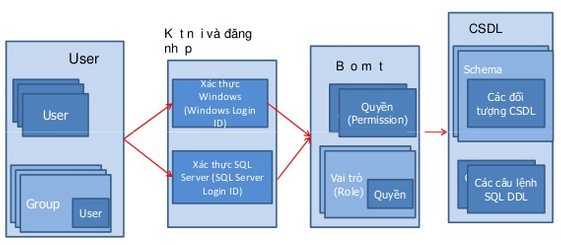 User
User
Group
User
K t n i và đăng
nh p
Xác thực
Windows
(Windows Login
ID)
Xác thực SQL
Server (SQL Server
Login ID)
B o m t
Quyền
(Permission)
Vai trò
(Role)
Quyền
CSDL
Schema
Các đối
tượng CSDL
Các câu lệnh
SQL DDL